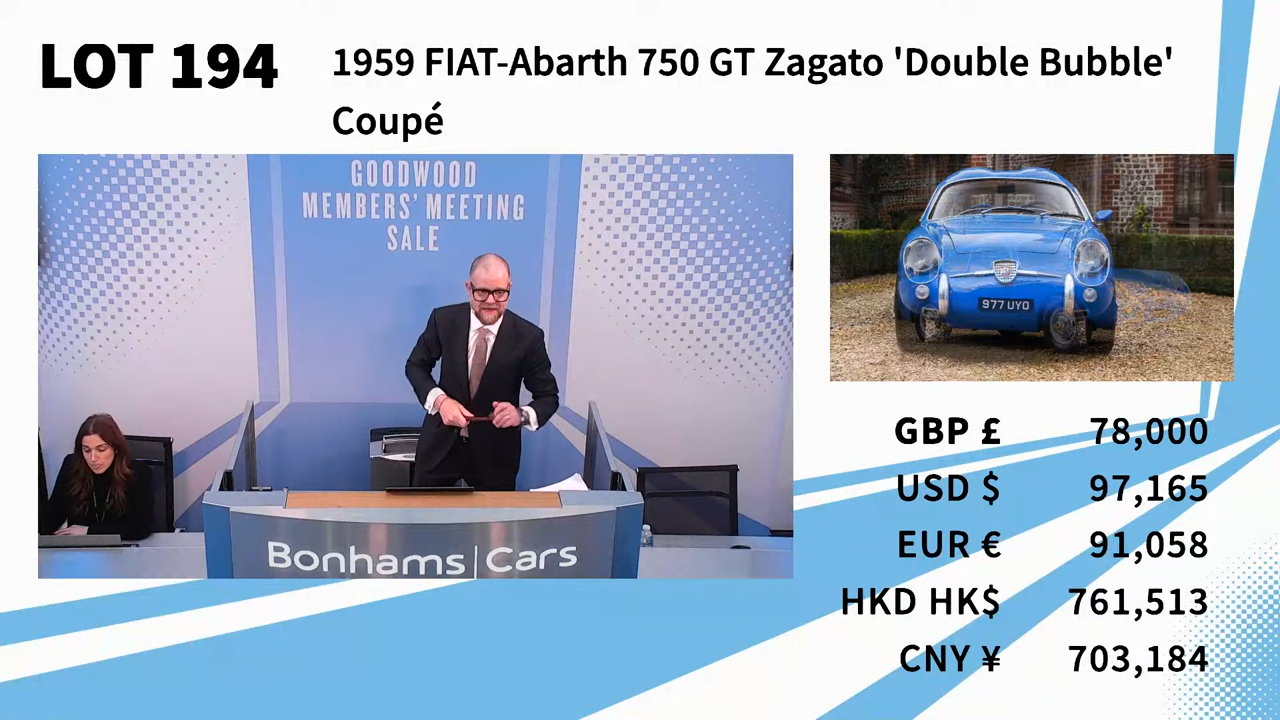 LOT 194
1959 FIAT-Abarth 750 GT Zagato 'Double Bubble'
Coupé
GOODWOOD
MEMBERS' MEETING
SALE
Bonhams | Cars
977 UYO
GBP £ 78,000
USD $ 97,165
EUR € 91,058
HKD HK$ 761,513
CNY ¥ 703,184